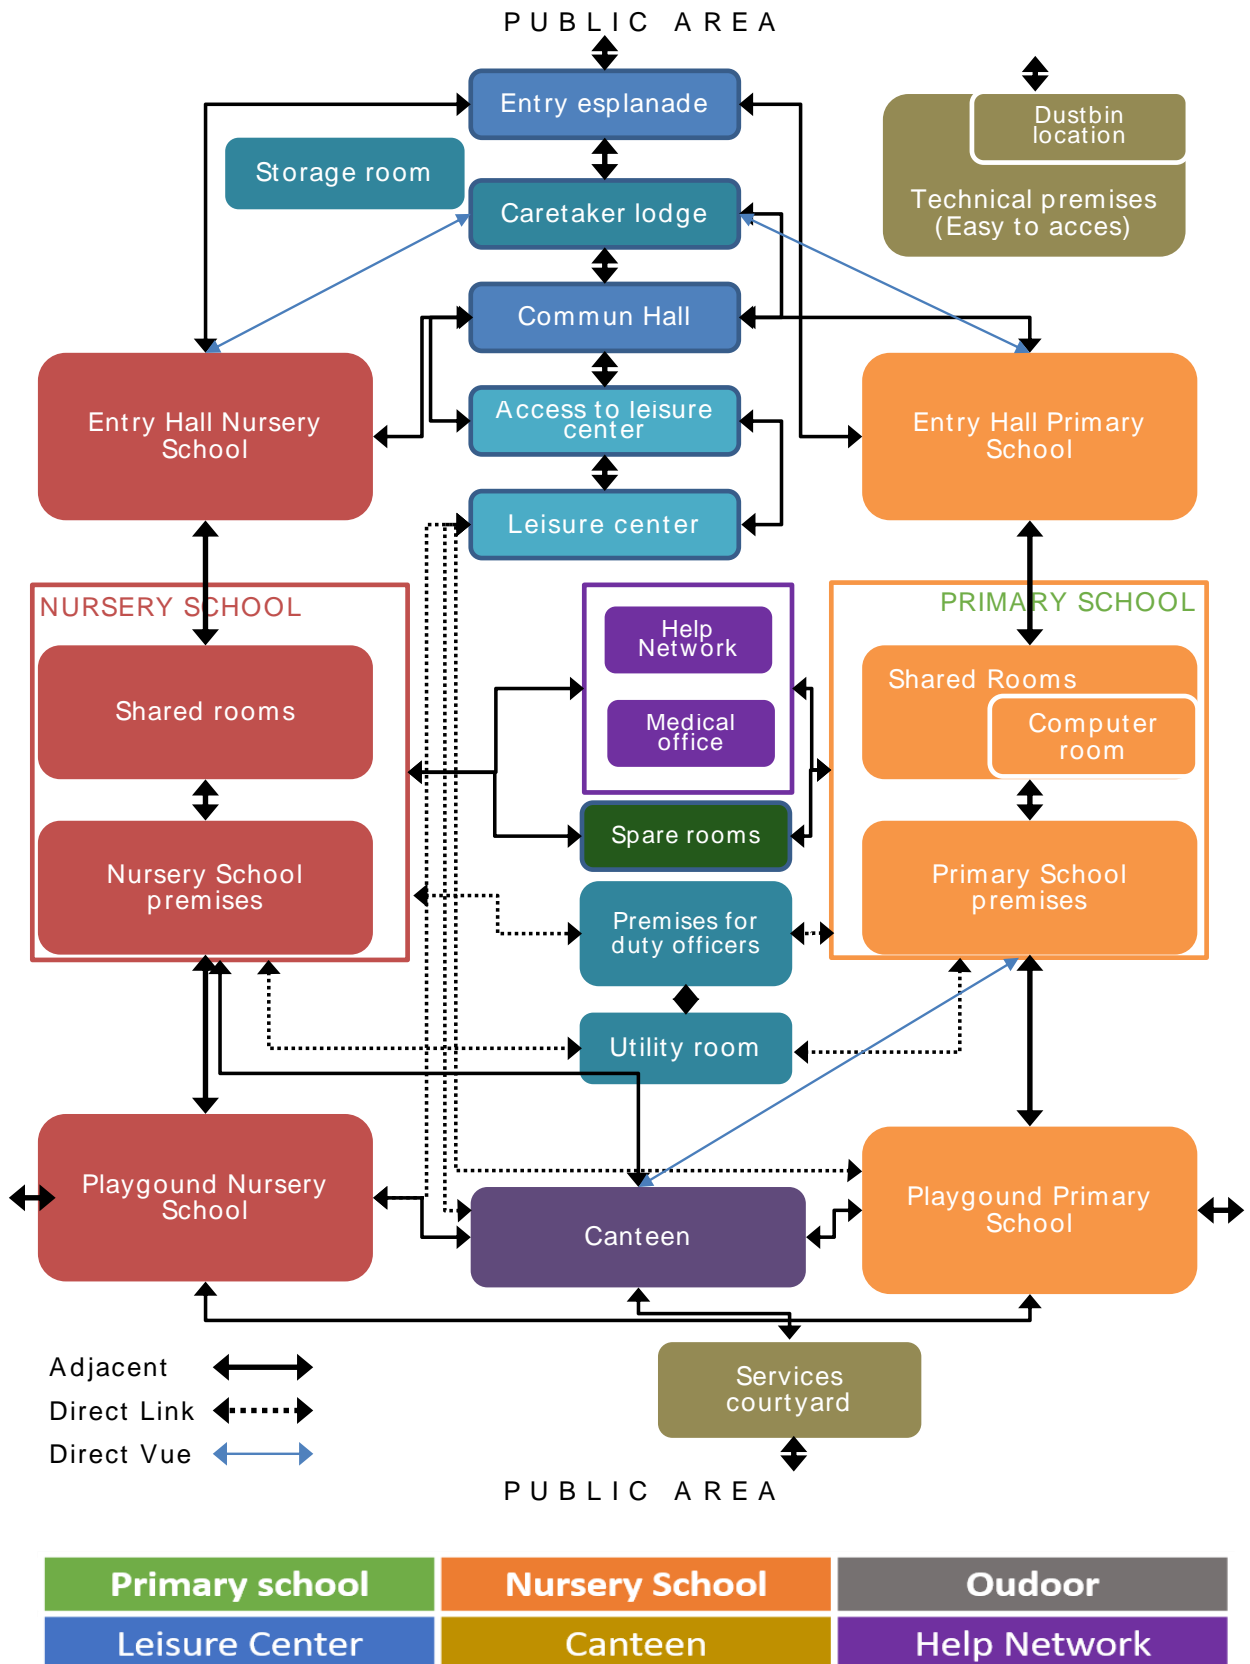 PUBLIC AREA
Entry esplanade
Dustbin
location
Storage room
Technical premises
(Easy to acces)
Caretaker lodge
Commun Hall
Entry Hall Nursery
School
Access to leisure
center
Entry Hall Primary
School
Leisure center
NURSERY SCHOOL
PRIMARY SCHOOL
Help
Network
Shared rooms
Shared Rooms
Computer
room
Medical
office
Spare rooms
Nursery School
premises
Primary School
premises
Premises for
duty officers
Utility room
Playgound Nursery
School
Playgound Primary
School
Canteen
Adjacent
Direct Link
Direct Vue
Services
courtyard
PUBLIC AREA
Primary school
Nursery School
Oudoor
Leisure Center
Canteen
Help Network